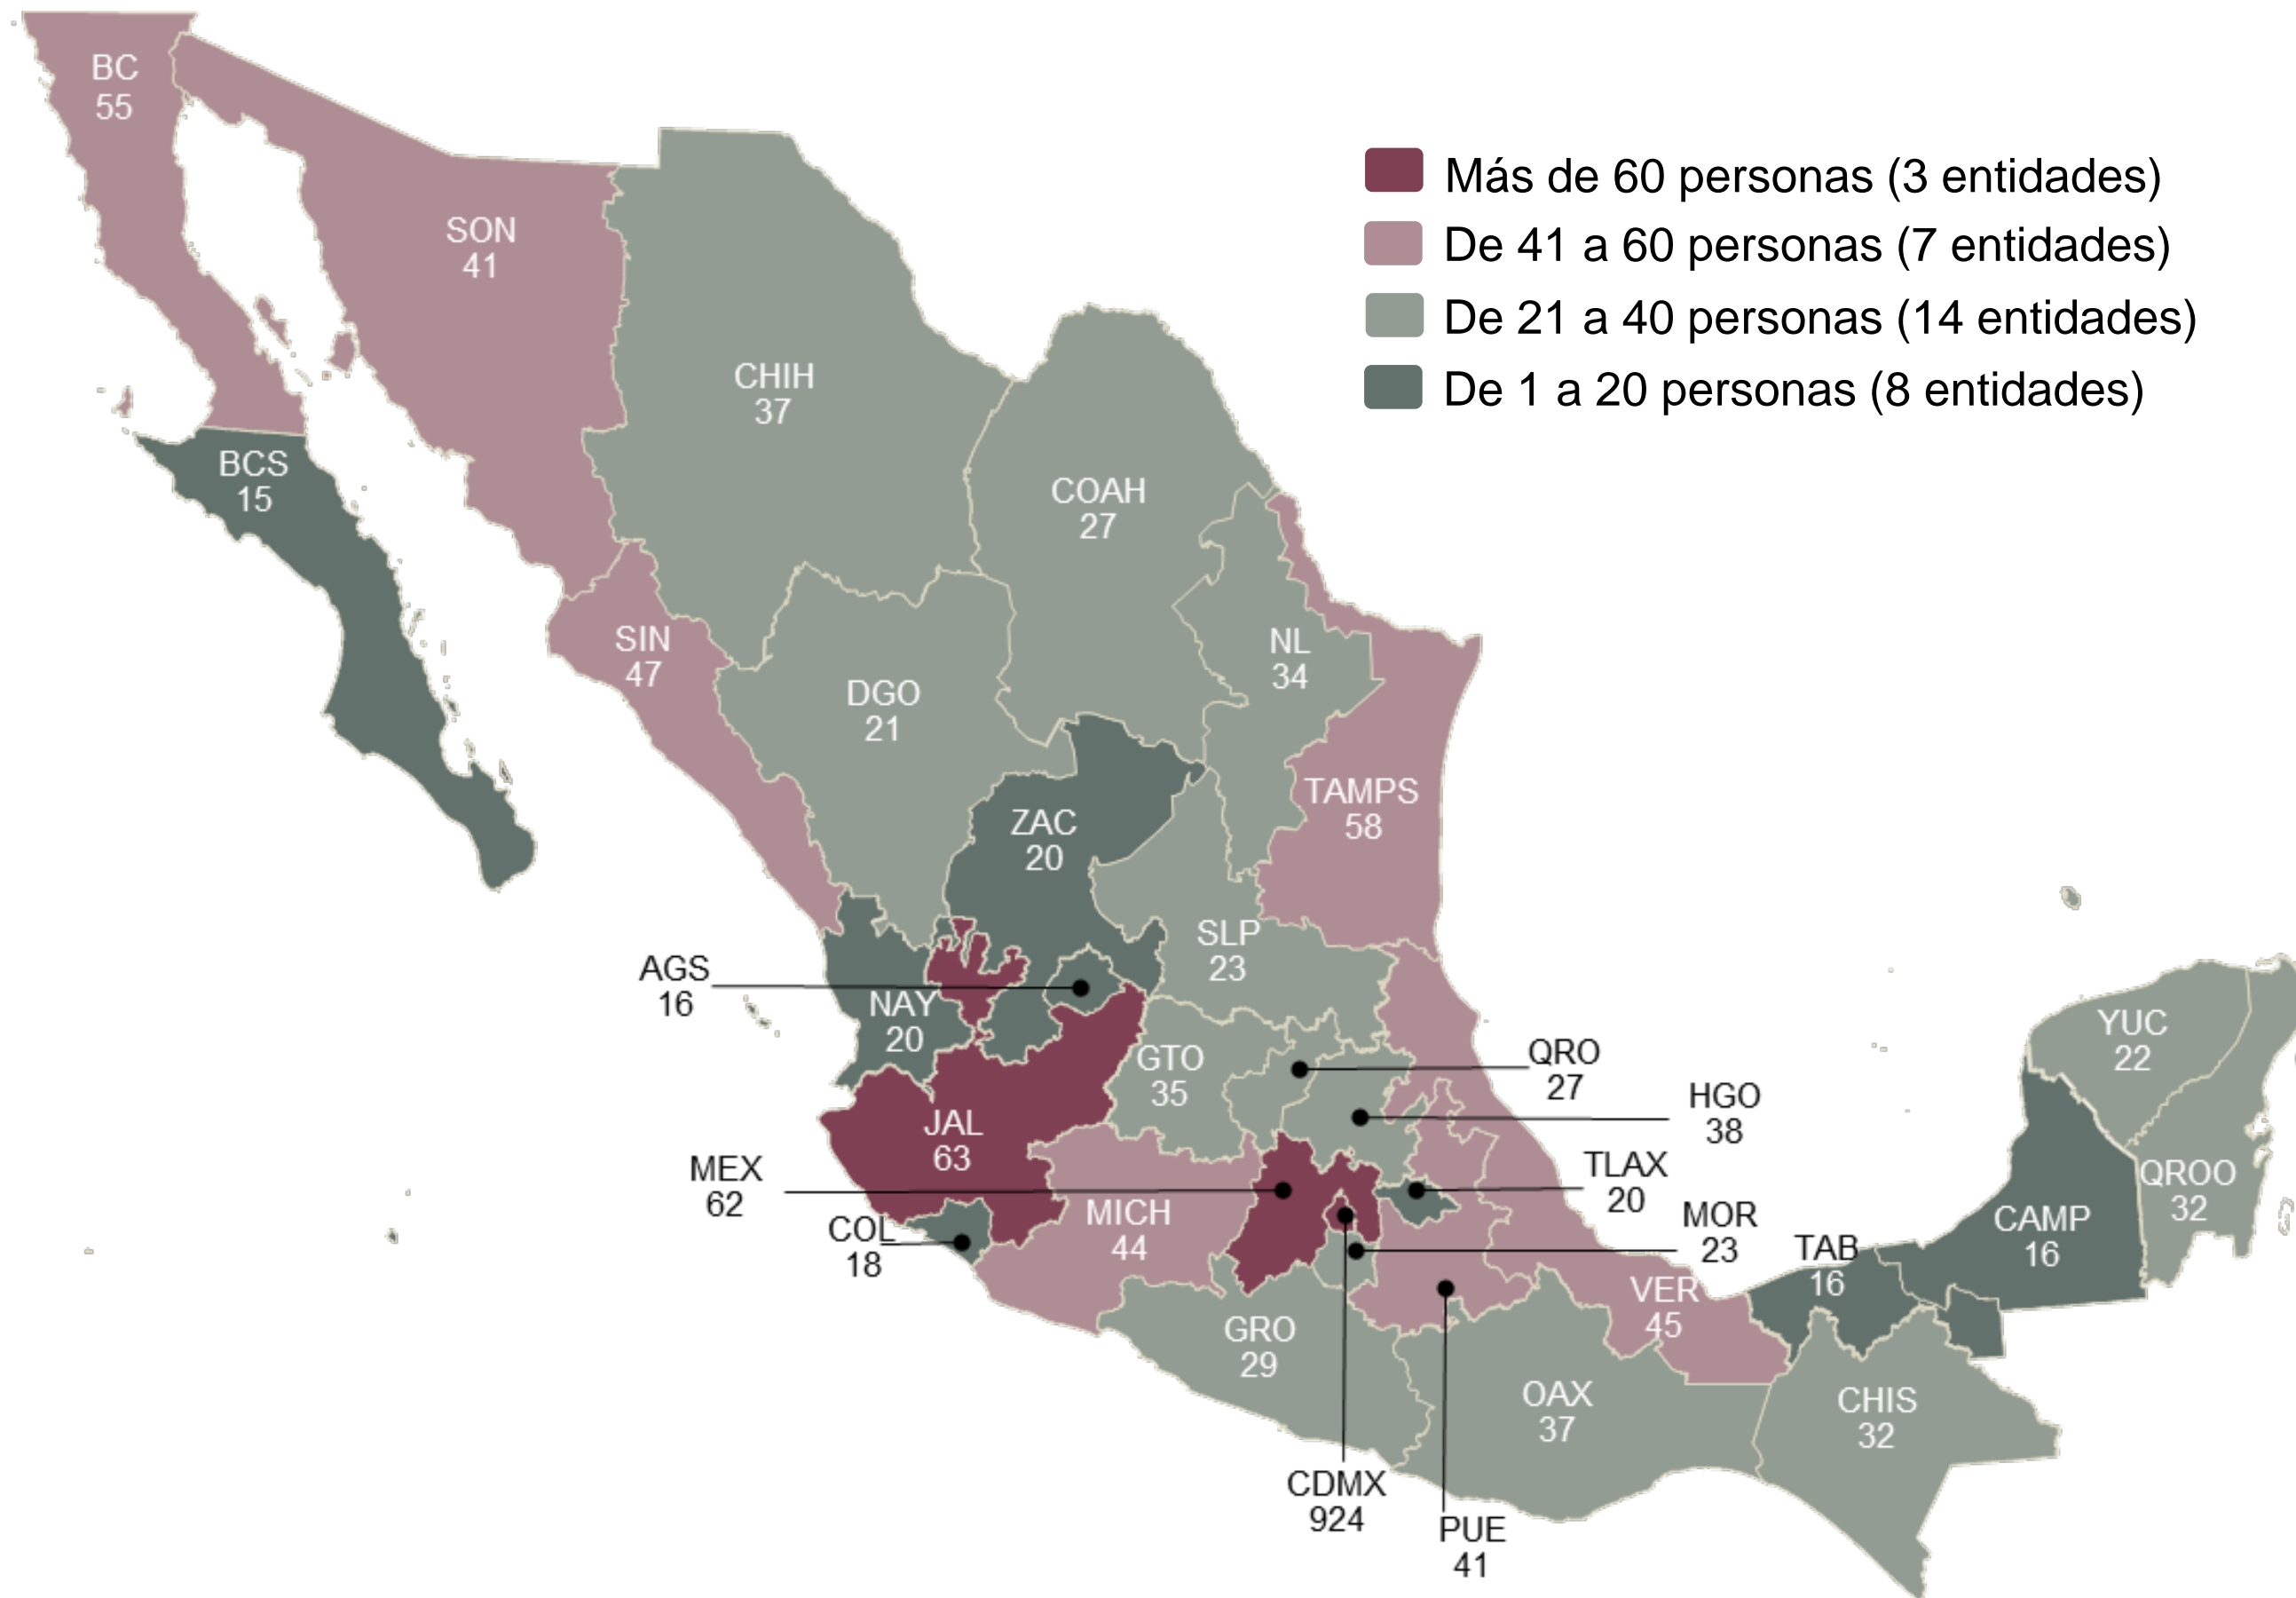 BC
55
Más de 60 personas (3 entidades)
De 41 a 60 personas (7 entidades)
De 21 a 40 personas (14 entidades)
De 1 a 20 personas (8 entidades)
SON
41
CHIH
37
BCS
15
COAH
27
SIN
47
NL
34
DGO
21
TAMPS
58
ZAC
20
SLP
23
AGS
16
NAY
20
YUC
22
GTO
35
QRO
27
HGO
38
JAL
63
MEX
62
TLAX
20
QROO
32
MICH
44
MOR
23
CAMP
16
COL
18
TAB
16
VER
45
GRO
29
OAX
37
CHIS
32
CDMX
924
PUE
41